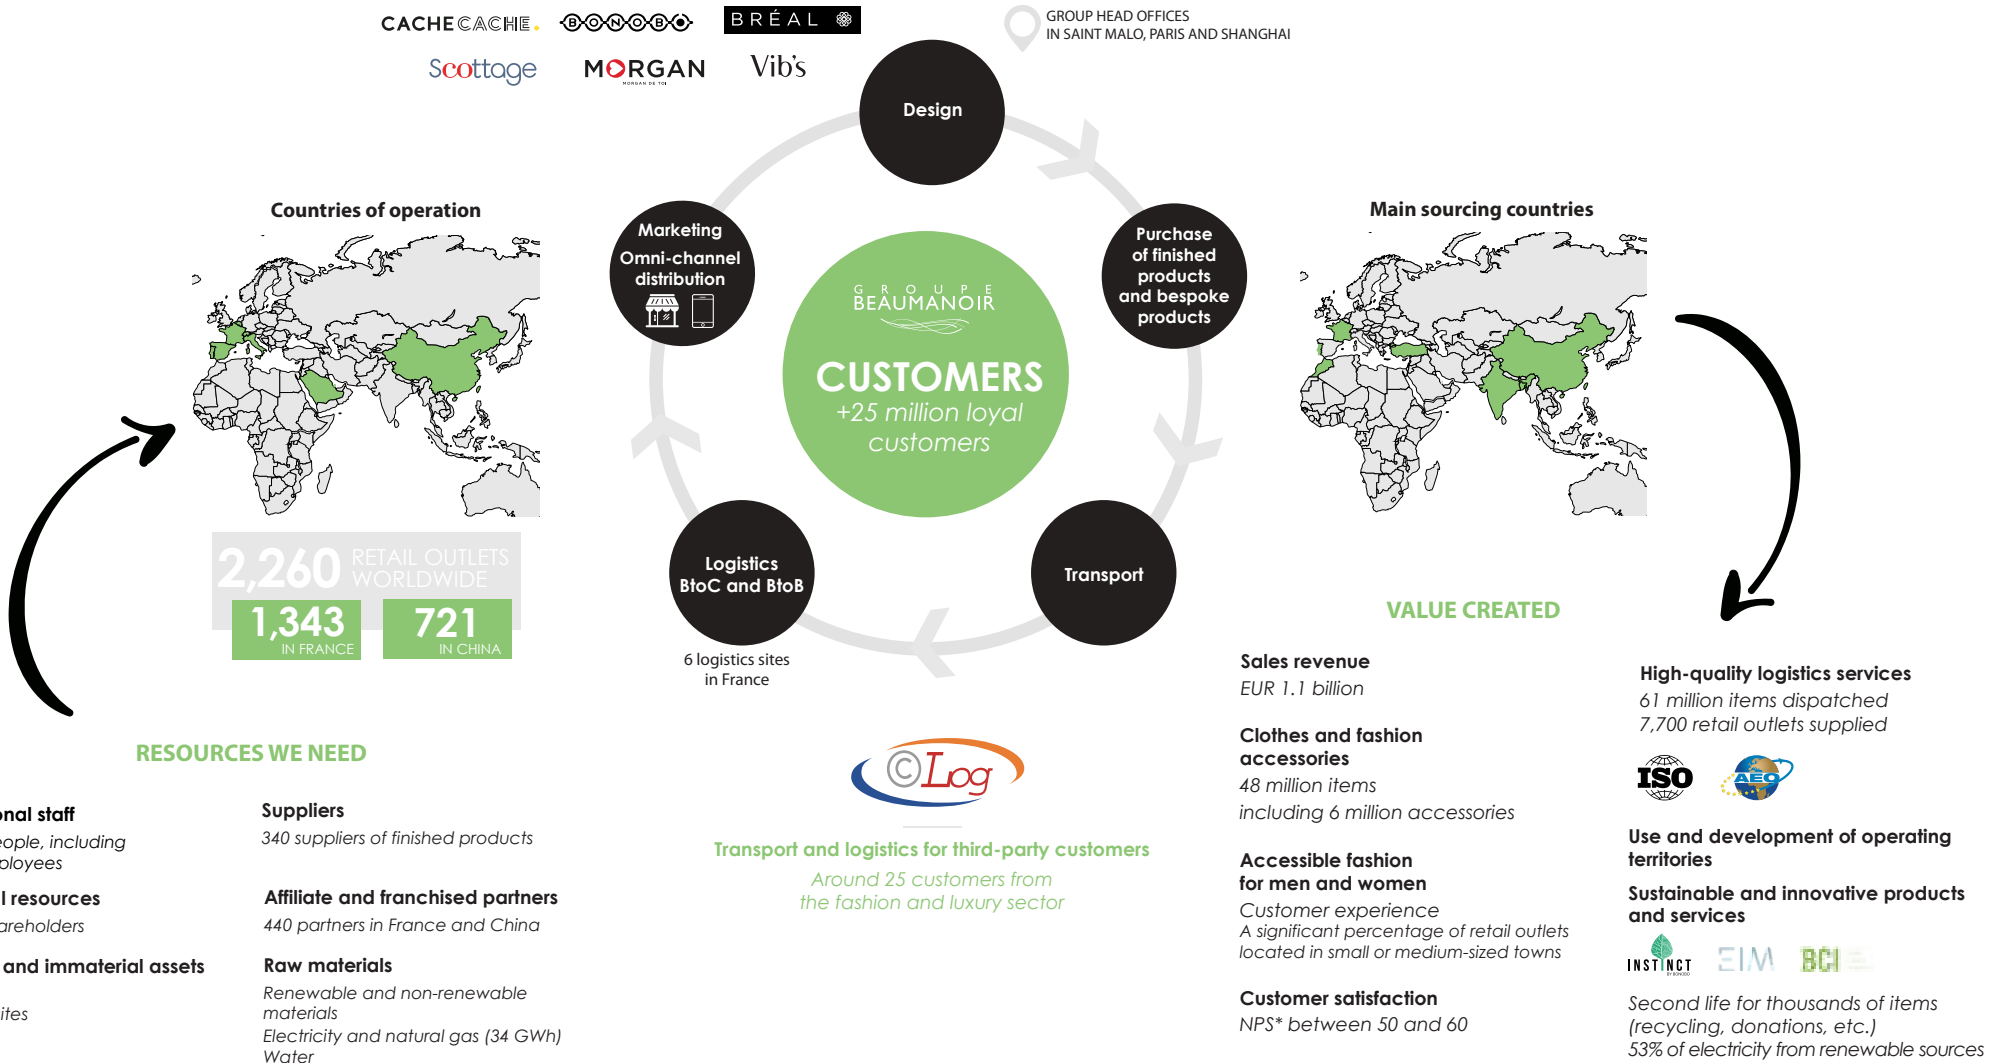 CACHECACHE.
BONOBO
BRÉAL
Scottage
MORGAN
MORGAN DE TOI
Vib's
GROUP HEAD OFFICES
IN SAINT MALO, PARIS AND SHANGHAI
Design
Countries of operation
Marketing
Omni-channel
distribution
Purchase
of finished
products
and bespoke
products
Main sourcing countries
GROUPE
BEAUMANOIR
CUSTOMERS
+25 million loyal
customers
2,260 RETAIL OUTLETS
WORLDWIDE
1,343
IN FRANCE
721
IN CHINA
Logistics
BtoC and BtoB
6 logistics sites
in France
Transport
RESOURCES WE NEED
onal staff
eople, including
ployees
l resources
areholders
and immaterial assets
ites
Suppliers
340 suppliers of finished products
Affiliate and franchised partners
440 partners in France and China
Raw materials
Renewable and non-renewable
materials
Electricity and natural gas (34 GWh)
Water
©Log
Transport and logistics for third-party customers
Around 25 customers from
the fashion and luxury sector
VALUE CREATED
Sales revenue
EUR 1.1 billion
Clothes and fashion
accessories
48 million items
including 6 million accessories
Accessible fashion
for men and women
Customer experience
A significant percentage of retail outlets
located in small or medium-sized towns
Customer satisfaction
NPS* between 50 and 60
High-quality logistics services
61 million items dispatched
7,700 retail outlets supplied
ISO
AEO
Use and development of operating
territories
Sustainable and innovative products
and services
INSTINCT
BY BONOBO
EIM
BCI
Second life for thousands of items
(recycling, donations, etc.)
53% of electricity from renewable sources